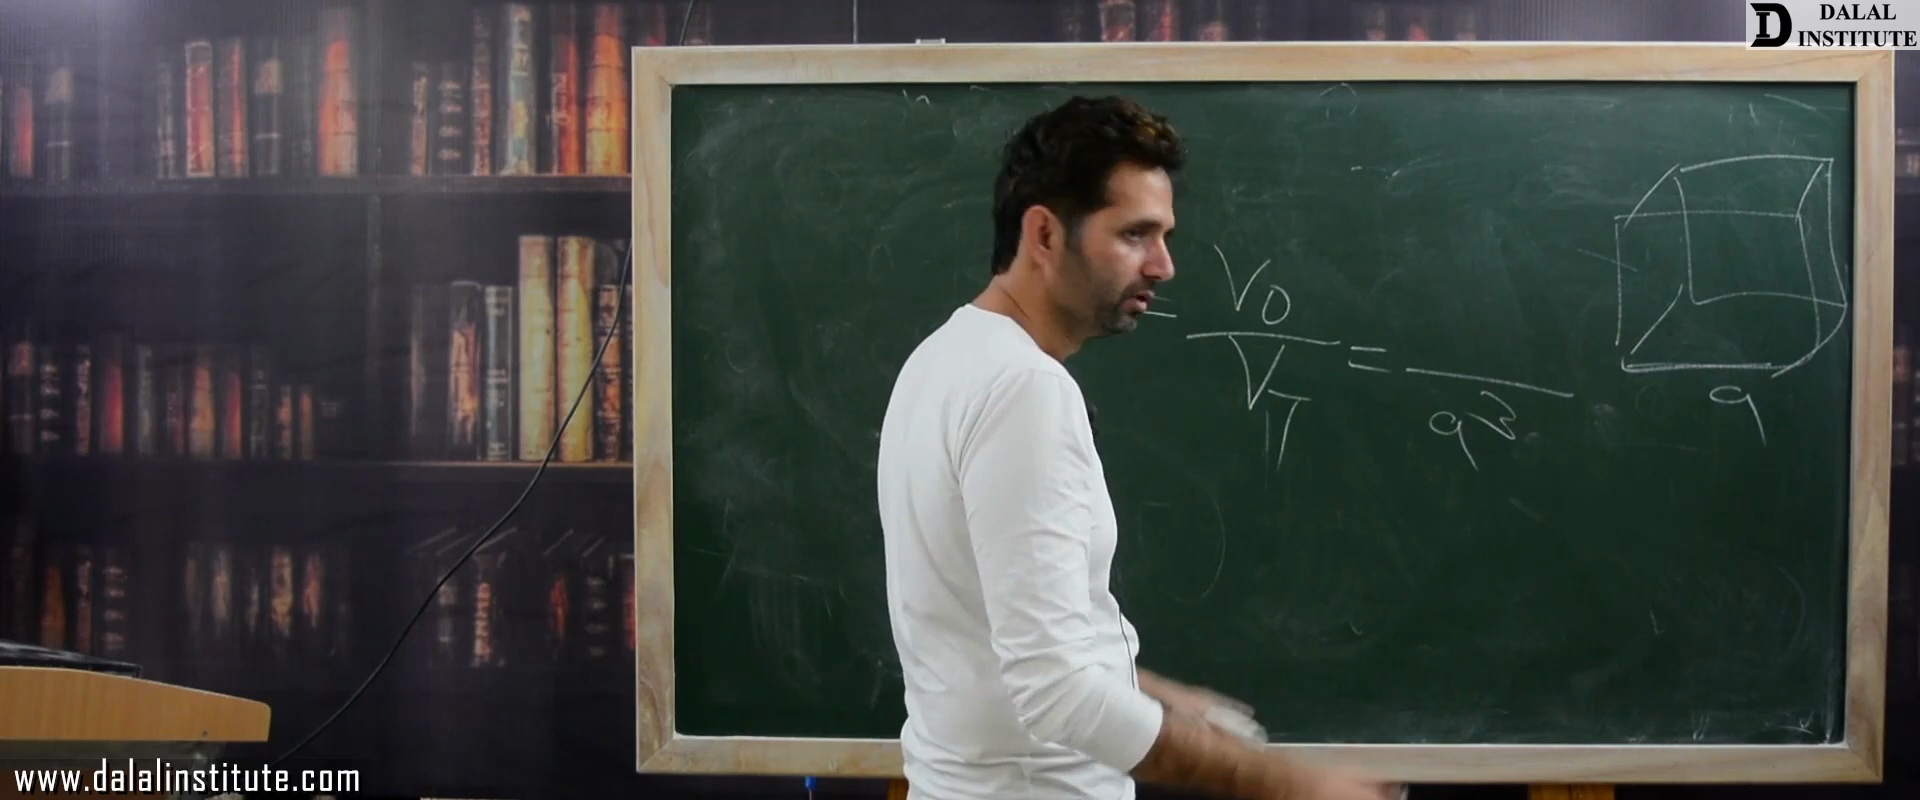 DALAL
INSTITUTE
= V0 / VT = / a3
a
www.dalalinstitute.com